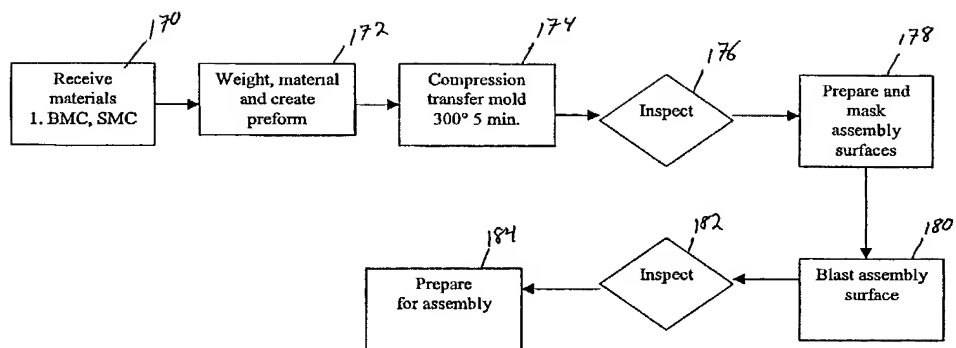 170
172
174
176
178
Receive
materials
1. BMC, SMC
Weight, material
and create
preform
Compression
transfer mold
300° 5 min.
Inspect
Prepare and
mask
assembly
surfaces
184
182
180
Prepare
for assembly
Inspect
Blast assembly
surface